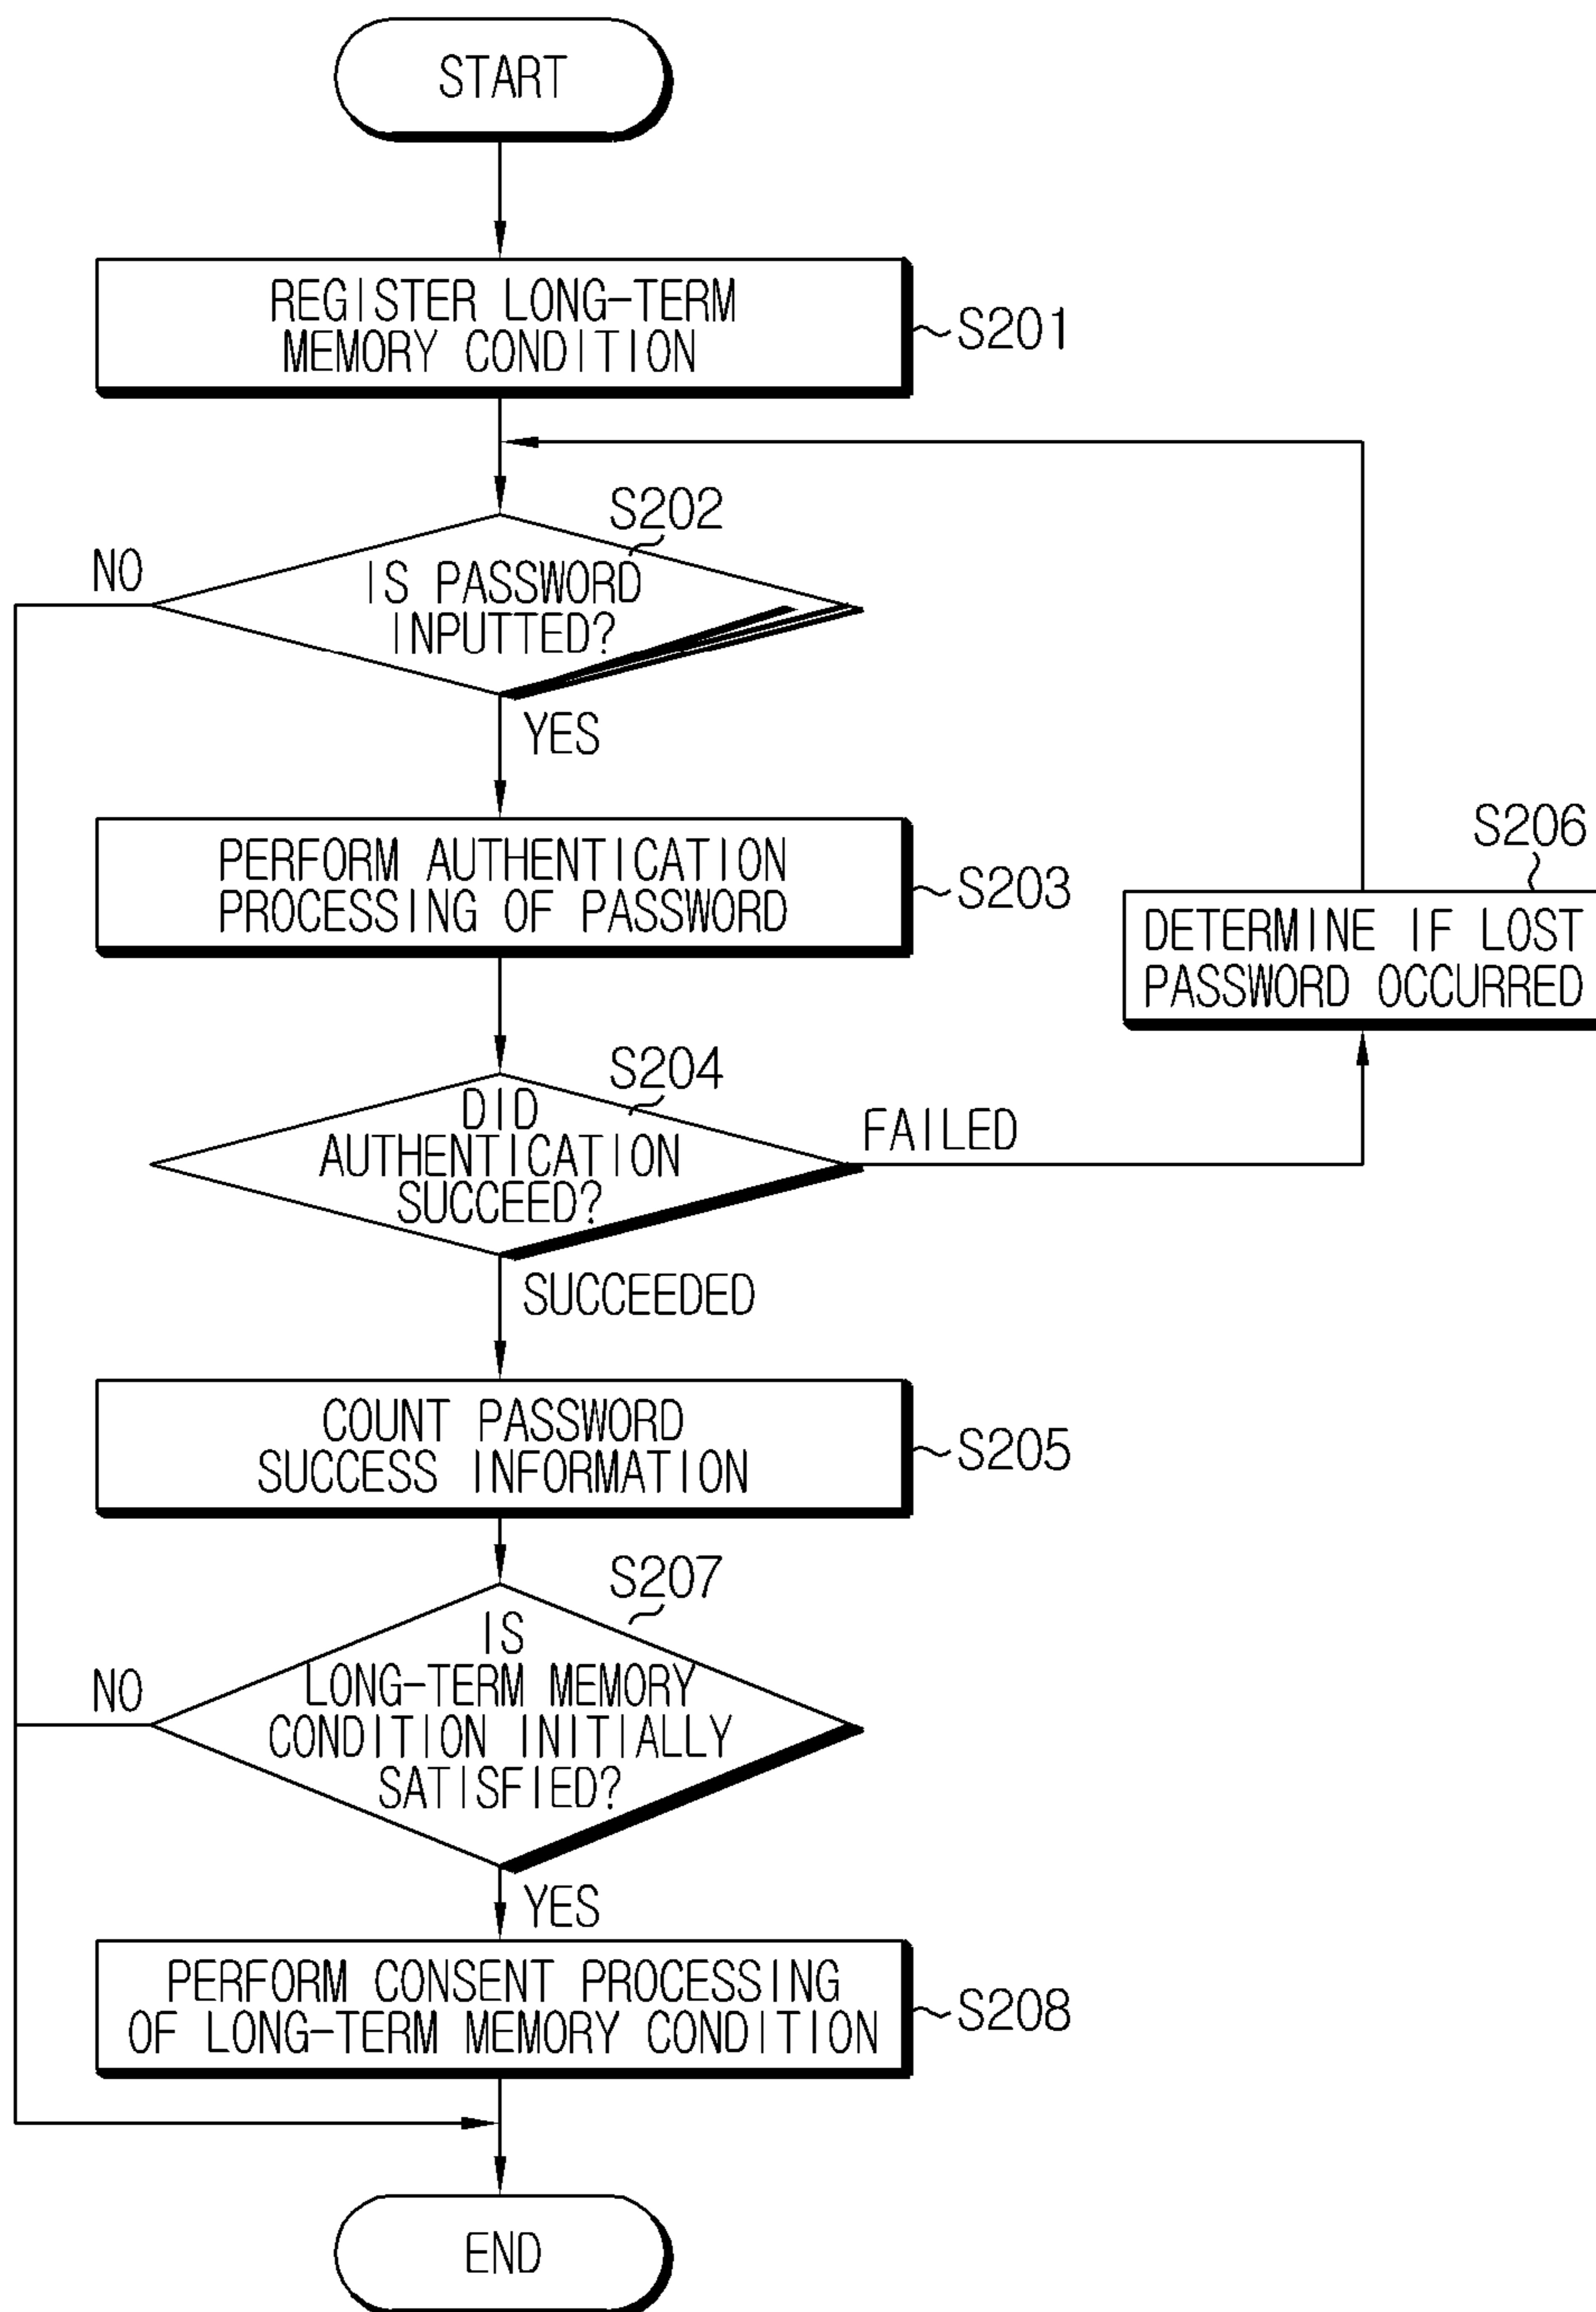 START
REGISTER LONG-TERM
MEMORY CONDITION
S201
S202
NO
IS PASSWORD
INPUTTED?
YES
PERFORM AUTHENTICATION
PROCESSING OF PASSWORD
S203
S206
DETERMINE IF LOST
PASSWORD OCCURRED
S204
DID
AUTHENTICATION
SUCCEED?
FAILED
SUCCEEDED
COUNT PASSWORD
SUCCESS INFORMATION
S205
S207
NO
IS
LONG-TERM MEMORY
CONDITION INITIALLY
SATISFIED?
YES
PERFORM CONSENT PROCESSING
OF LONG-TERM MEMORY CONDITION
S208
END